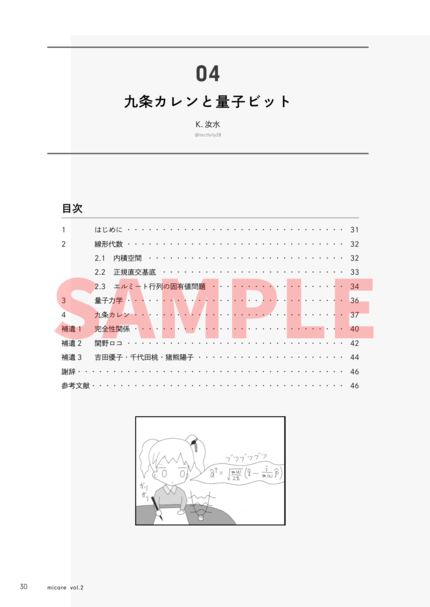 04
九条カレンと量子ビット
K. 汝水
目次
1 はじめに 31
2 線形代数 32
2.1 内積空間 32
2.2 正規直交基底 33
2.3 エルミート行列の固有値問題 34
SAMPLE
3 量子力学 36
4 九条カレン 37
補遺 1 完全性関係 40
補遺 2 関野ロコ 42
補遺 3 吉田優子・千代田桃・猪熊陽子 44
謝辞 46
参考文献 46
ブツブツブツ
30 micare vol.2